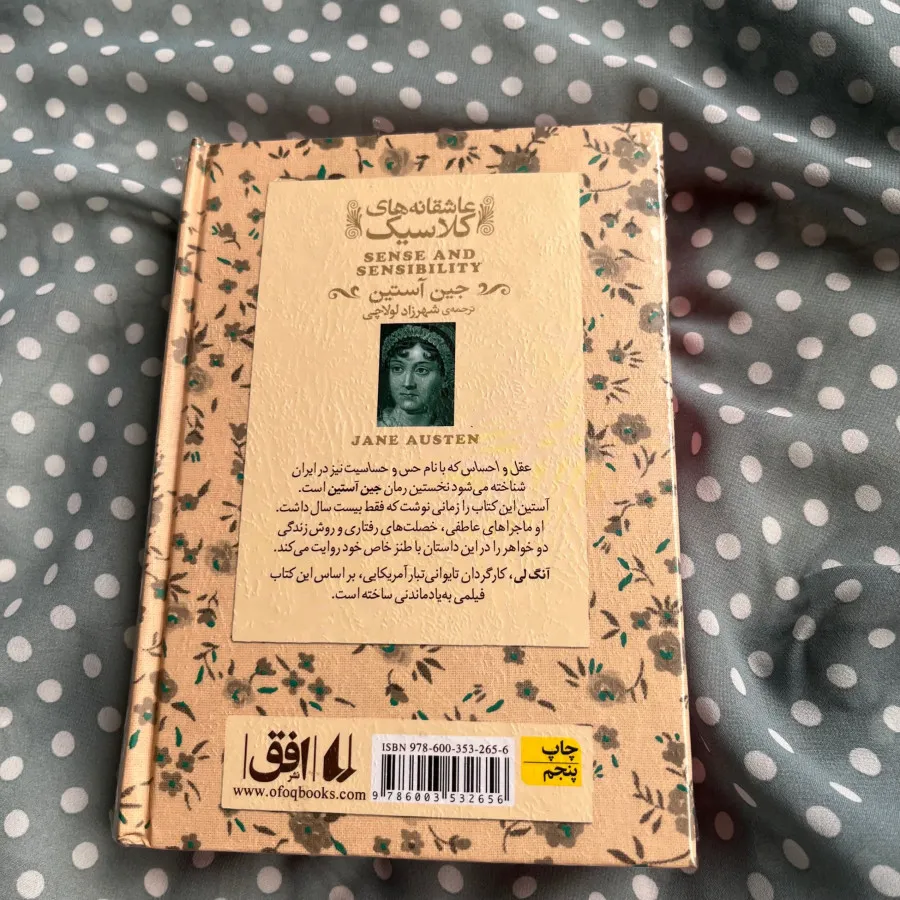 عاشقانه‌های
کلاسیک
SENSE AND
SENSIBILITY
جین آستین
ترجمه‌ی شهرزاد لولاچی
JANE AUSTEN
عقل و احساس که با نام حس و حساسیت نیز در ایران
شناخته می‌شود نخستین رمان جین آستین است.
آستین این کتاب را زمانی نوشت که فقط بیست سال داشت.
او ماجراهای عاطفی، خصلت‌های رفتاری و روش زندگی
دو خواهر را در این داستان با طنز خاص خود روایت می‌کند.
آنگ لی، کارگردان تایوانی‌تبار آمریکایی، بر اساس این کتاب
فیلمی به‌یادماندنی ساخته است.
نشر افق
www.ofoqbooks.com
ISBN 978-600-353-265-6
9 786003 532656
چاپ
پنجم